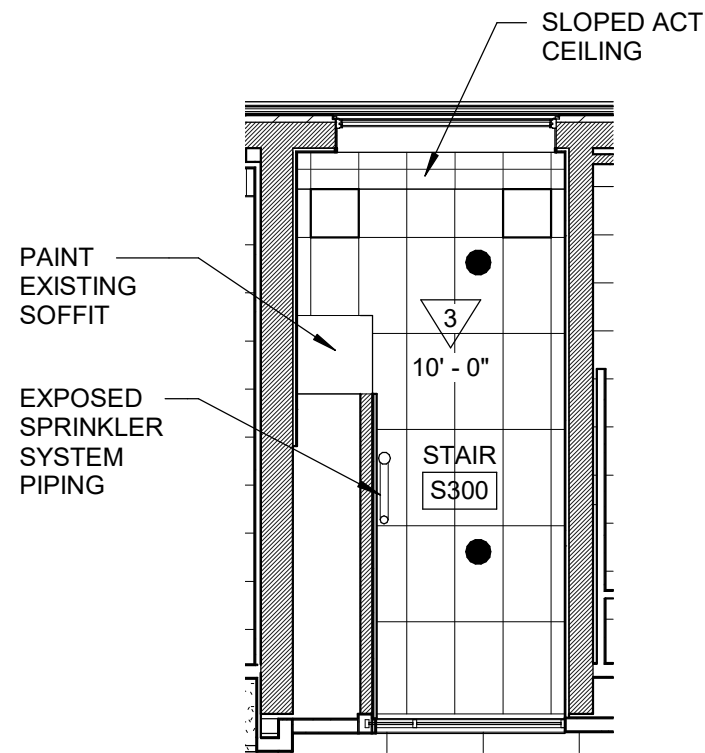 SLOPED ACT
CEILING
PAINT
EXISTING
SOFFIT
3
10' - 0"
EXPOSED
SPRINKLER
SYSTEM
PIPING
STAIR
S300